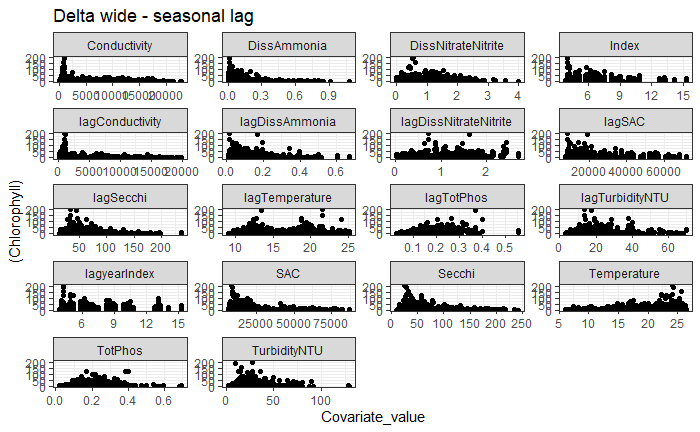 Delta wide - seasonal lag
Conductivity DissAmmonia DissNitrateNitrite Index
0 5000 10000 15000 20000 0.0 0.3 0.6 0.9 0 1 2 3 4 6 9 12 15
lagConductivity lagDissAmmonia lagDissNitrateNitrite lagSAC
0 5000 10000 15000 20000 0.0 0.2 0.4 0.6 0 1 2 20000 40000 60000
lagSecchi lagTemperature lagTotPhos lagTurbidityNTU
50 100 150 200 10 15 20 25 0.1 0.2 0.3 0.4 0.5 0 20 40 60
lagyearIndex SAC Secchi Temperature
6 9 12 15 25000 50000 75000 0 50 100 150 200 250 5 10 15 20 25
TotPhos TurbidityNTU
0.0 0.2 0.4 0.6 0 50 100
(Chlorophyll)
Covariate_value